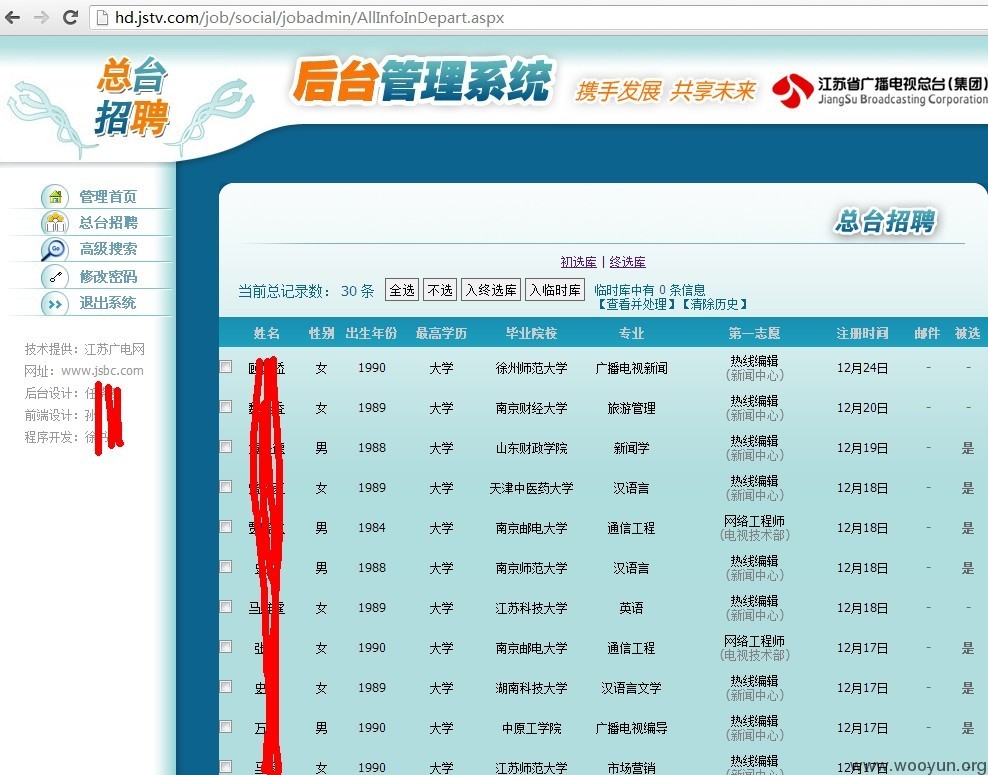 hd.jstv.com/job/social/jobadmin/AllInfoInDepart.aspx
总台
招聘
后台管理系统
携手发展 共享未来
江苏省广播电视总台(集团)
JiangSu Broadcasting Corporation
管理首页
总台招聘
高级搜索
修改密码
退出系统
技术提供：江苏广电网
网址：www.jsbc.com
后台设计：任
前端设计：孙
程序开发：徐
总台招聘
初选库 | 终选库
当前总记录数： 30 条 全选 不选 入终选库 入临时库 临时库中有 0 条信息
【查看并处理】【清除历史】
姓名 性别 出生年份 最高学历 毕业院校 专业 第一志愿 注册时间 邮件 被选
女 1990 大学 徐州师范大学 广播电视新闻 热线编辑 12月24日 - -
(新闻中心)
女 1989 大学 南京财经大学 旅游管理 热线编辑 12月20日 - -
(新闻中心)
男 1988 大学 山东财政学院 新闻学 热线编辑 12月19日 - 是
(新闻中心)
女 1989 大学 天津中医药大学 汉语言 热线编辑 12月18日 - 是
(新闻中心)
男 1984 大学 南京邮电大学 通信工程 网络工程师 12月18日 - 是
(电视技术部)
男 1988 大学 南京师范大学 汉语言 热线编辑 12月18日 - 是
(新闻中心)
马 女 1989 大学 江苏科技大学 英语 热线编辑 12月18日 - -
(新闻中心)
张 女 1990 大学 南京邮电大学 通信工程 网络工程师 12月18日 - 是
(电视技术部)
史 女 1989 大学 湖南科技大学 汉语言文学 热线编辑 12月17日 - 是
(新闻中心)
万 男 1990 大学 中原工学院 广播电视编导 热线编辑 12月17日 - 是
(新闻中心)
马 女 1990 大学 江苏师范大学 市场营销 热线编辑 12月17日 - 是
(新闻中心)
www.wooyun.org